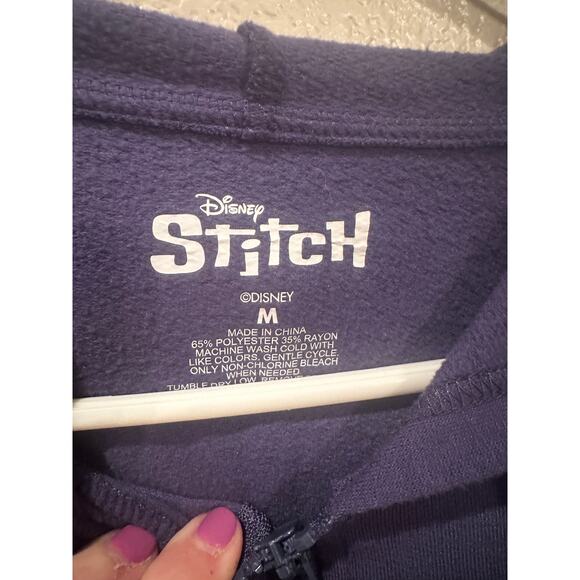 Disney
Stitch
©DISNEY
M
MADE IN CHINA
65% POLYESTER 35% RAYON
MACHINE WASH COLD WITH
LIKE COLORS, GENTLE CYCLE,
ONLY NON-CHLORINE BLEACH
WHEN NEEDED
TUMBLE DRY LOW, REMOVE